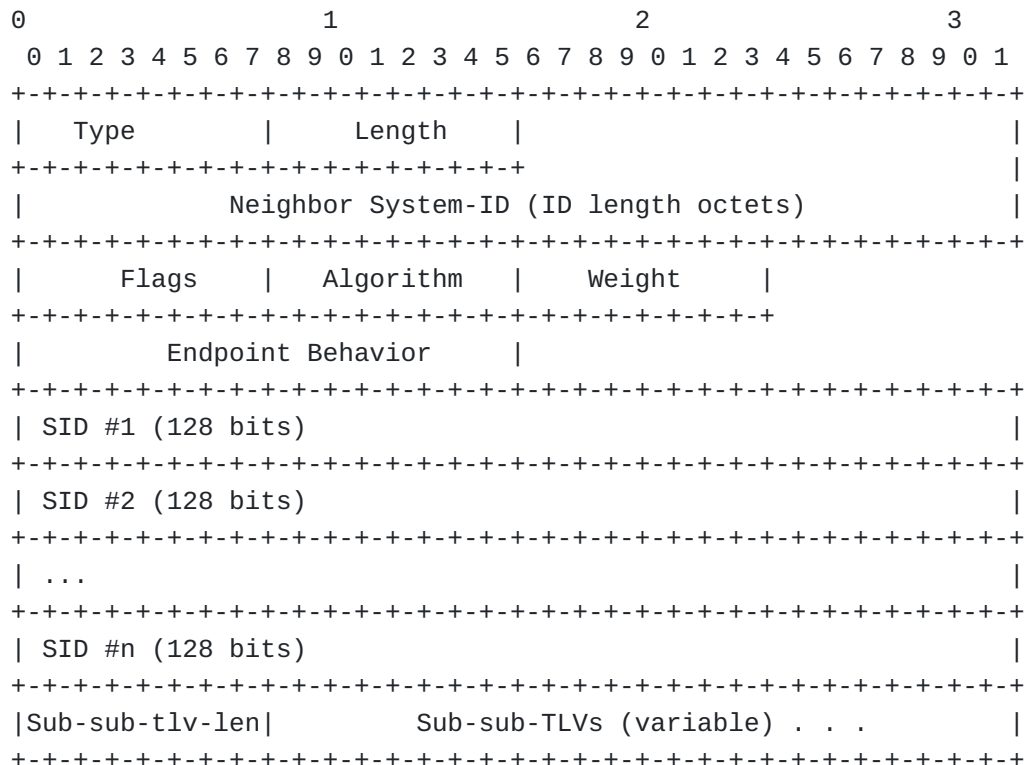 0                   1                   2                   3
 0 1 2 3 4 5 6 7 8 9 0 1 2 3 4 5 6 7 8 9 0 1 2 3 4 5 6 7 8 9 0 1
+-+-+-+-+-+-+-+-+-+-+-+-+-+-+-+-+-+-+-+-+-+-+-+-+-+-+-+-+-+-+-+-+
|   Type        |     Length    |                               |
+-+-+-+-+-+-+-+-+-+-+-+-+-+-+-+-+                               |
|             Neighbor System-ID (ID length octets)             |
+-+-+-+-+-+-+-+-+-+-+-+-+-+-+-+-+-+-+-+-+-+-+-+-+-+-+-+-+-+-+-+-+
|      Flags    |   Algorithm   |    Weight     |
+-+-+-+-+-+-+-+-+-+-+-+-+-+-+-+-+-+-+-+-+-+-+-+-+
|         Endpoint Behavior     |
+-+-+-+-+-+-+-+-+-+-+-+-+-+-+-+-+-+-+-+-+-+-+-+-+-+-+-+-+-+-+-+-+
| SID #1 (128 bits)                                             |
+-+-+-+-+-+-+-+-+-+-+-+-+-+-+-+-+-+-+-+-+-+-+-+-+-+-+-+-+-+-+-+-+
| SID #2 (128 bits)                                             |
+-+-+-+-+-+-+-+-+-+-+-+-+-+-+-+-+-+-+-+-+-+-+-+-+-+-+-+-+-+-+-+-+
| ...                                                           |
+-+-+-+-+-+-+-+-+-+-+-+-+-+-+-+-+-+-+-+-+-+-+-+-+-+-+-+-+-+-+-+-+
| SID #n (128 bits)                                             |
+-+-+-+-+-+-+-+-+-+-+-+-+-+-+-+-+-+-+-+-+-+-+-+-+-+-+-+-+-+-+-+-+
|Sub-sub-tlv-len|         Sub-sub-TLVs (variable) . . .         |
+-+-+-+-+-+-+-+-+-+-+-+-+-+-+-+-+-+-+-+-+-+-+-+-+-+-+-+-+-+-+-+-+